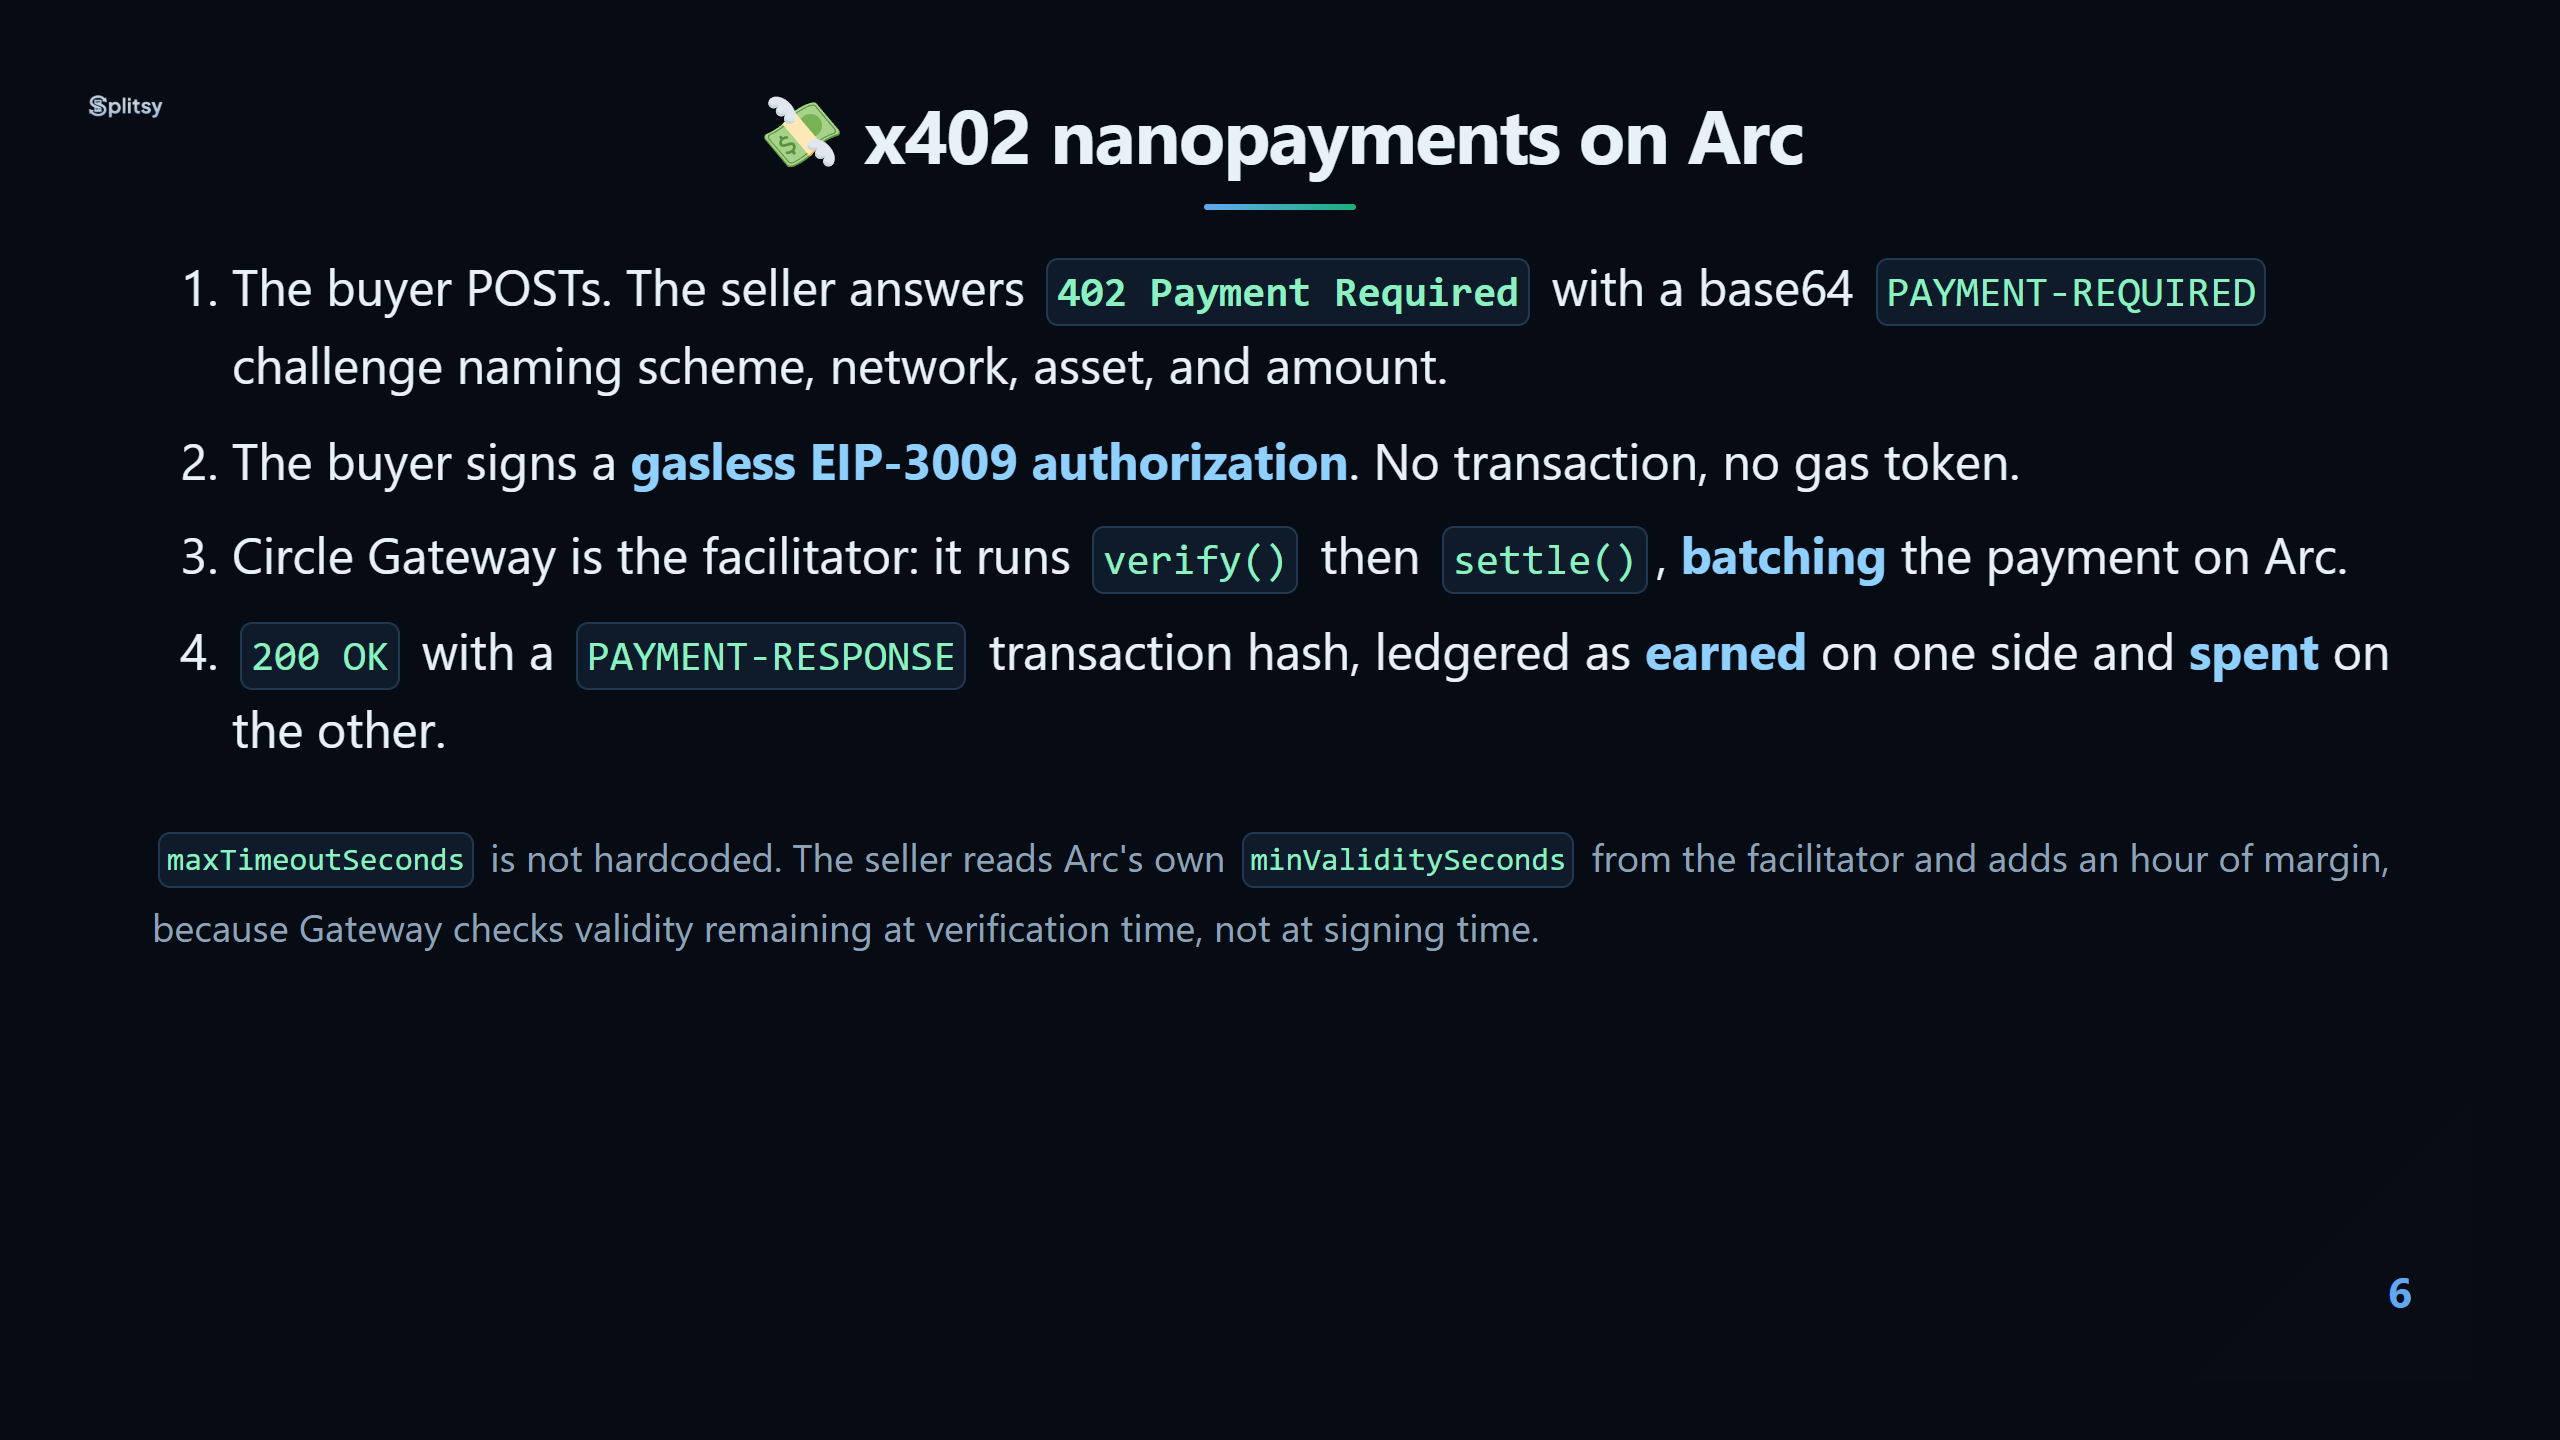 Splitsy
💸 x402 nanopayments on Arc
1. The buyer POSTs. The seller answers 402 Payment Required with a base64 PAYMENT-REQUIRED
challenge naming scheme, network, asset, and amount.
2. The buyer signs a gasless EIP-3009 authorization. No transaction, no gas token.
3. Circle Gateway is the facilitator: it runs verify() then settle(), batching the payment on Arc.
4. 200 OK with a PAYMENT-RESPONSE transaction hash, ledgered as earned on one side and spent on
the other.
maxTimeoutSeconds is not hardcoded. The seller reads Arc's own minValiditySeconds from the facilitator and adds an hour of margin,
because Gateway checks validity remaining at verification time, not at signing time.
6